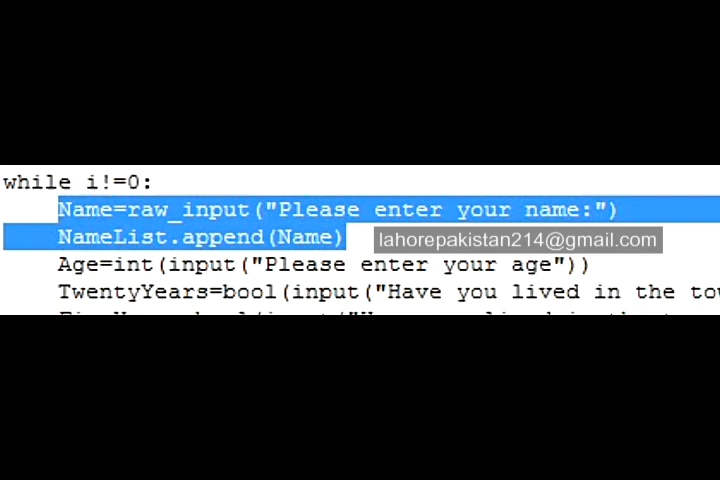 while i!=0:
Name=raw_input("Please enter your name:")
NameList.append(Name)
lahorepakistan214@gmail.com
Age=int(input("Please enter your age"))
TwentyYears=bool(input("Have you lived in the tow